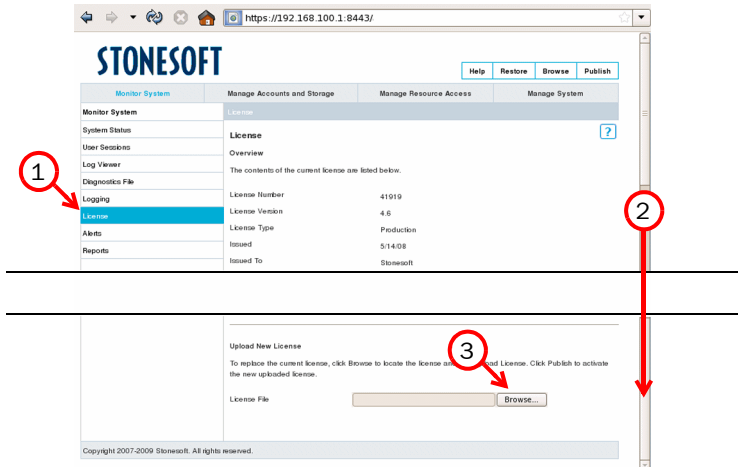 https://192.168.100.1:8443/
STONESOFT
Help Restore Browse Publish
Monitor System Manage Accounts and Storage Manage Resource Access Manage System
Monitor System
License
System Status
License
?
User Sessions
Overview
Log Viewer
The contents of the current license are listed below.
1
Diagnostics File
Logging
License Number 41919
License
License Version 4.6
2
Alerts
License Type Production
Reports
Issued 5/14/08
Issued To Stonesoft
Upload New License
3
To replace the current license, click Browse to locate the license an oad License. Click Publish to activate
the new uploaded license.
License File Browse...
Copyright 2007-2009 Stonesoft. All rights reserved.